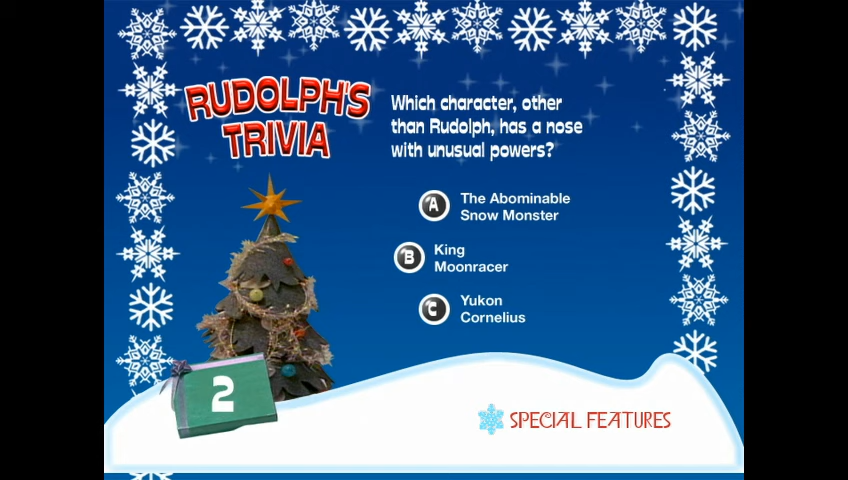 RUDOLPH'S
TRIVIA
Which character, other
than Rudolph, has a nose
with unusual powers?
A
The Abominable
Snow Monster
B
King
Moonracer
C
Yukon
Cornelius
2
SPECIAL FEATURES